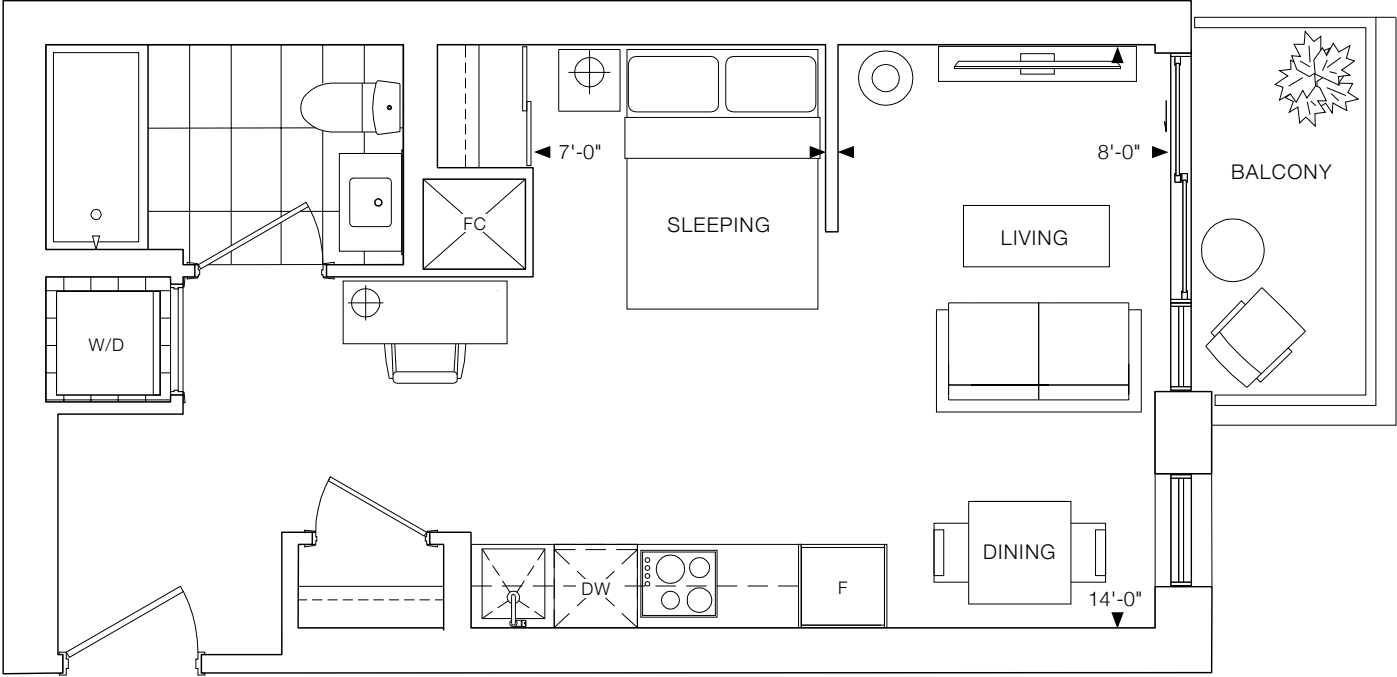 7'-0"
8'-0"
BALCONY
FC
SLEEPING
LIVING
W/D
DINING
DW
F
14'-0"